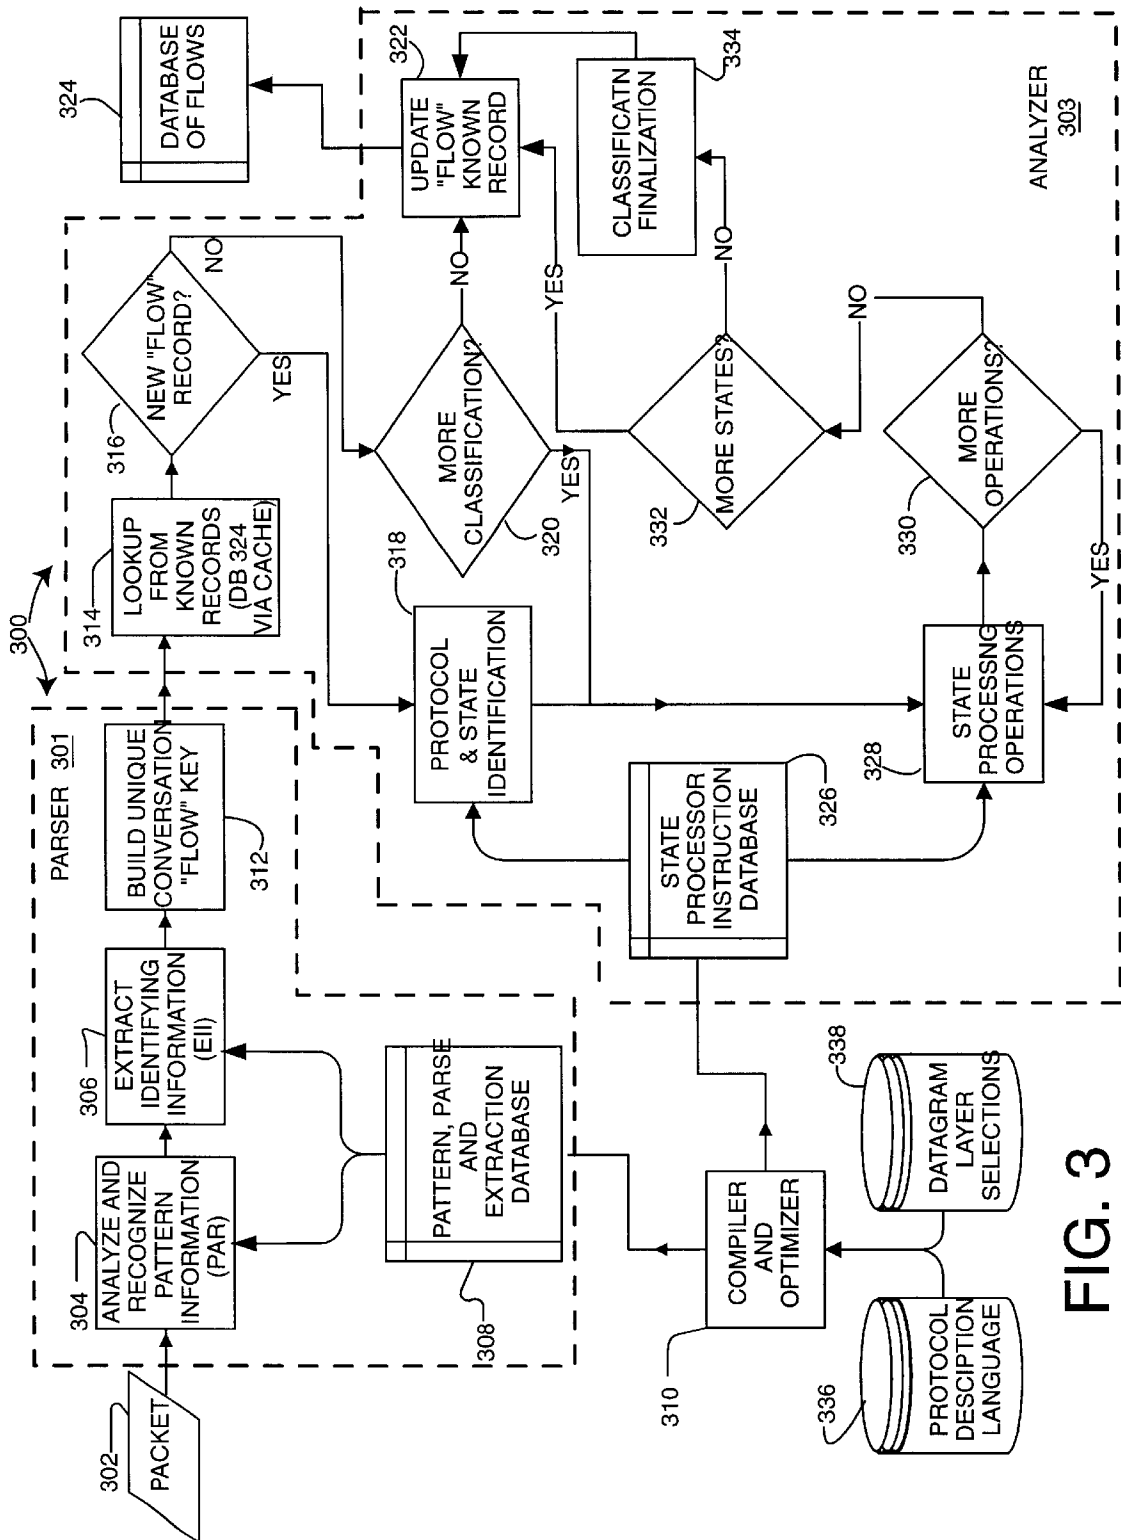 300
PARSER 301
302
PACKET
304
ANALYZE AND
RECOGNIZE
PATTERN
INFORMATION
(PAR)
306
EXTRACT
IDENTIFYING
INFORMATION
(EII)
BUILD UNIQUE
CONVERSATION
"FLOW" KEY
312
314
LOOKUP
FROM
KNOWN
RECORDS
(DB 324
VIA CACHE)
316
NEW "FLOW"
RECORD?
NO
YES
324
DATABASE
OF FLOWS
PATTERN, PARSE
AND
EXTRACTION
DATABASE
308
318
PROTOCOL
& STATE
IDENTIFICATION
MORE
CLASSIFICATION?
320
NO
YES
322
UPDATE
"FLOW"
KNOWN
RECORD
YES
CLASSIFICATN
FINALIZATION
334
STATE
PROCESSOR
INSTRUCTION
DATABASE
326
MORE STATES?
332
NO
310
COMPILER
AND
OPTIMIZER
328
STATE
PROCESSNG
OPERATIONS
330
MORE
OPERATIONS?
NO
YES
336
PROTOCOL
DESCIPTION
LANGUAGE
338
DATAGRAM
LAYER
SELECTIONS
ANALYZER
303
FIG. 3